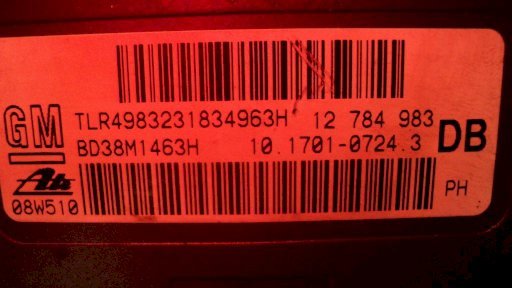 GM
TLR4983231834963H 12 784 983
BD38M1463H 10.1701-0724.3 DB
Ate
08W510
PH